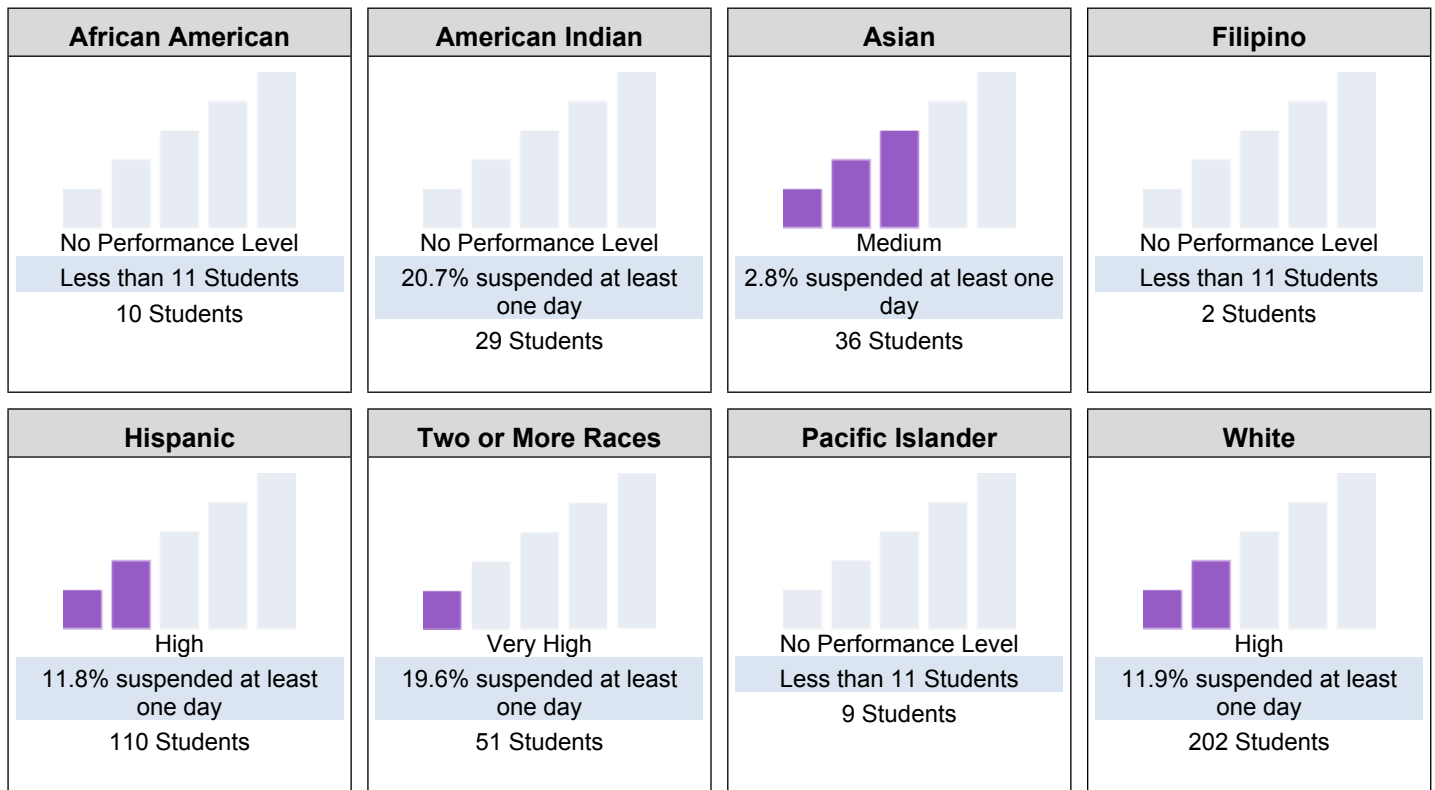 African American
No Performance Level
Less than 11 Students
10 Students
American Indian
No Performance Level
20.7% suspended at least
one day
29 Students
Asian
Medium
2.8% suspended at least one
day
36 Students
Filipino
No Performance Level
Less than 11 Students
2 Students
Hispanic
High
11.8% suspended at least
one day
110 Students
Two or More Races
Very High
19.6% suspended at least
one day
51 Students
Pacific Islander
No Performance Level
Less than 11 Students
9 Students
White
High
11.9% suspended at least
one day
202 Students